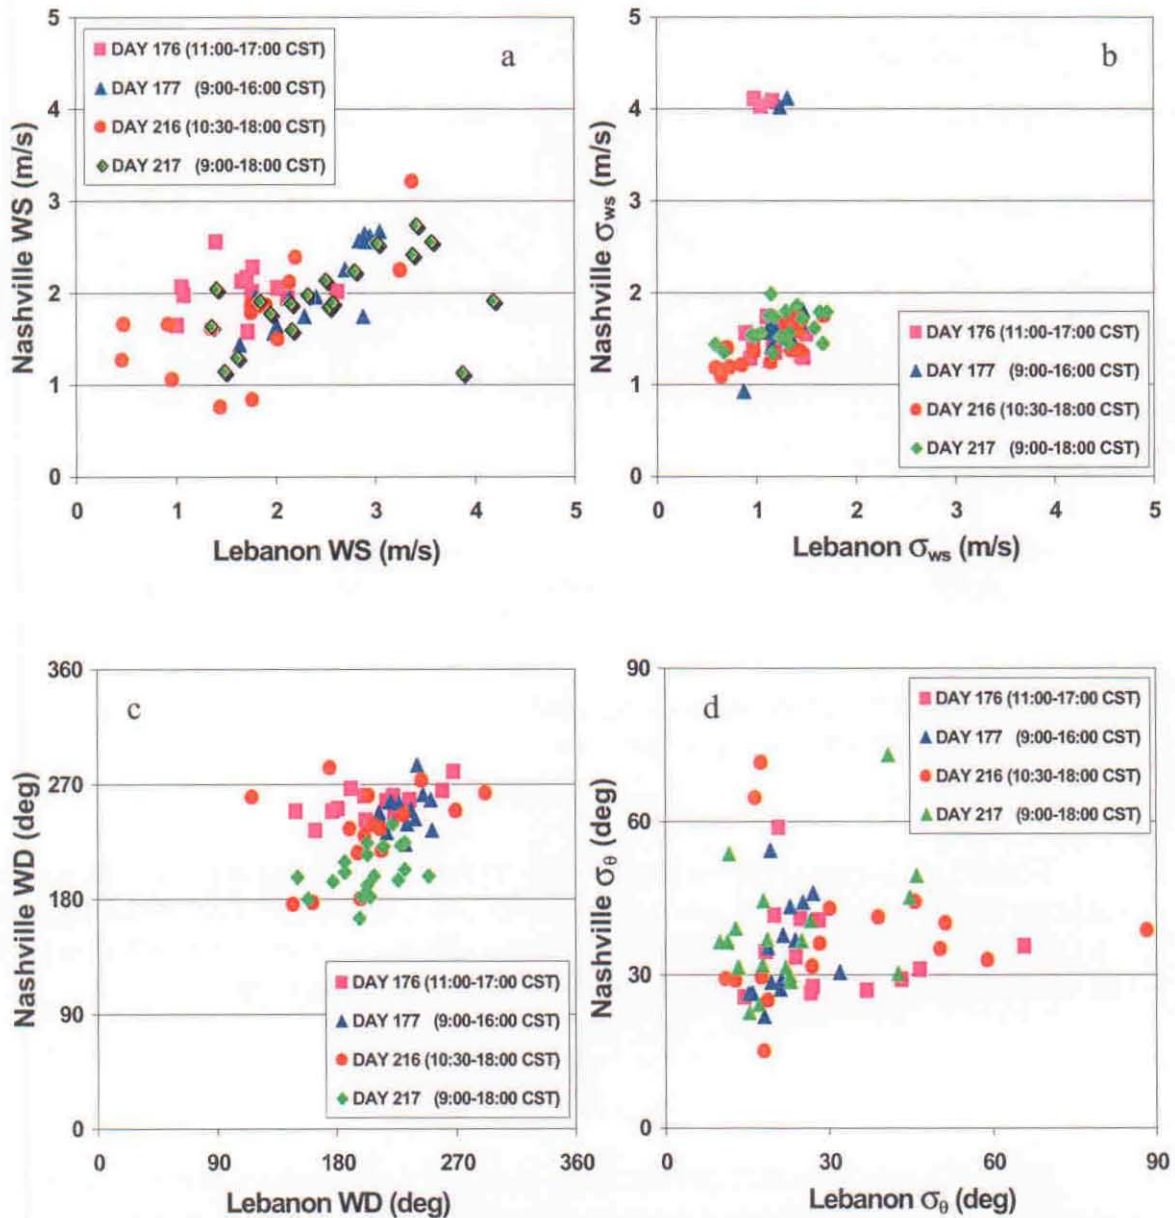 5
4
3
2
1
0
Nashville WS (m/s)
DAY 176 (11:00-17:00 CST)
DAY 177 (9:00-16:00 CST)
DAY 216 (10:30-18:00 CST)
DAY 217 (9:00-18:00 CST)
a
0 1 2 3 4 5
Lebanon WS (m/s)
5
4
3
2
1
0
Nashville σws (m/s)
b
DAY 176 (11:00-17:00 CST)
DAY 177 (9:00-16:00 CST)
DAY 216 (10:30-18:00 CST)
DAY 217 (9:00-18:00 CST)
0 1 2 3 4 5
Lebanon σws (m/s)
360
270
180
90
0
Nashville WD (deg)
c
DAY 176 (11:00-17:00 CST)
DAY 177 (9:00-16:00 CST)
DAY 216 (10:30-18:00 CST)
DAY 217 (9:00-18:00 CST)
0 90 180 270 360
Lebanon WD (deg)
90
60
30
0
Nashville σθ (deg)
d
DAY 176 (11:00-17:00 CST)
DAY 177 (9:00-16:00 CST)
DAY 216 (10:30-18:00 CST)
DAY 217 (9:00-18:00 CST)
30 60 90
Lebanon σθ (deg)